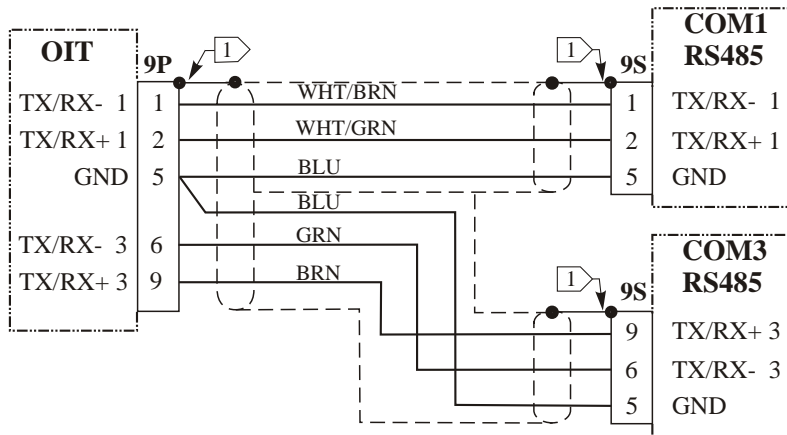 OIT
9P
1
TX/RX- 1
1
TX/RX+ 1
2
GND
5
TX/RX- 3
6
TX/RX+ 3
9
WHT/BRN
WHT/GRN
BLU
BLU
GRN
BRN
1
9S
COM1
RS485
1
TX/RX- 1
2
TX/RX+ 1
5
GND
1
9S
COM3
RS485
9
TX/RX+ 3
6
TX/RX- 3
5
GND